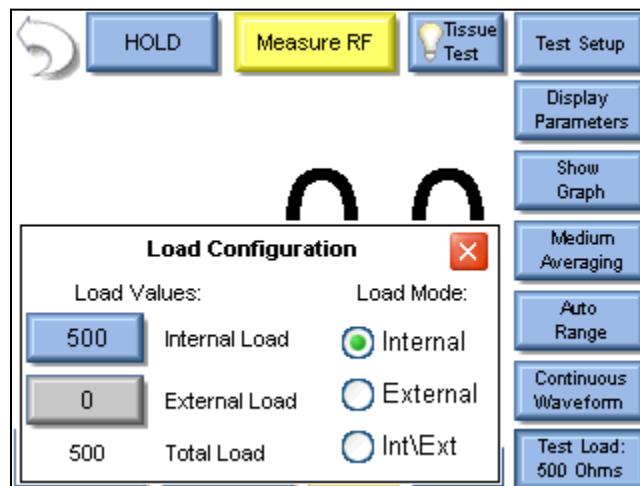 HOLD
Measure RF
Tissue
Test
Test Setup
Display
Parameters
Show
Graph
Medium
Averaging
Auto
Range
Continuous
Waveform
Test Load:
500 Ohms
Load Configuration
Load Values:
Load Mode:
500 Internal Load
Internal
0 External Load
External
500 Total Load
Int\Ext